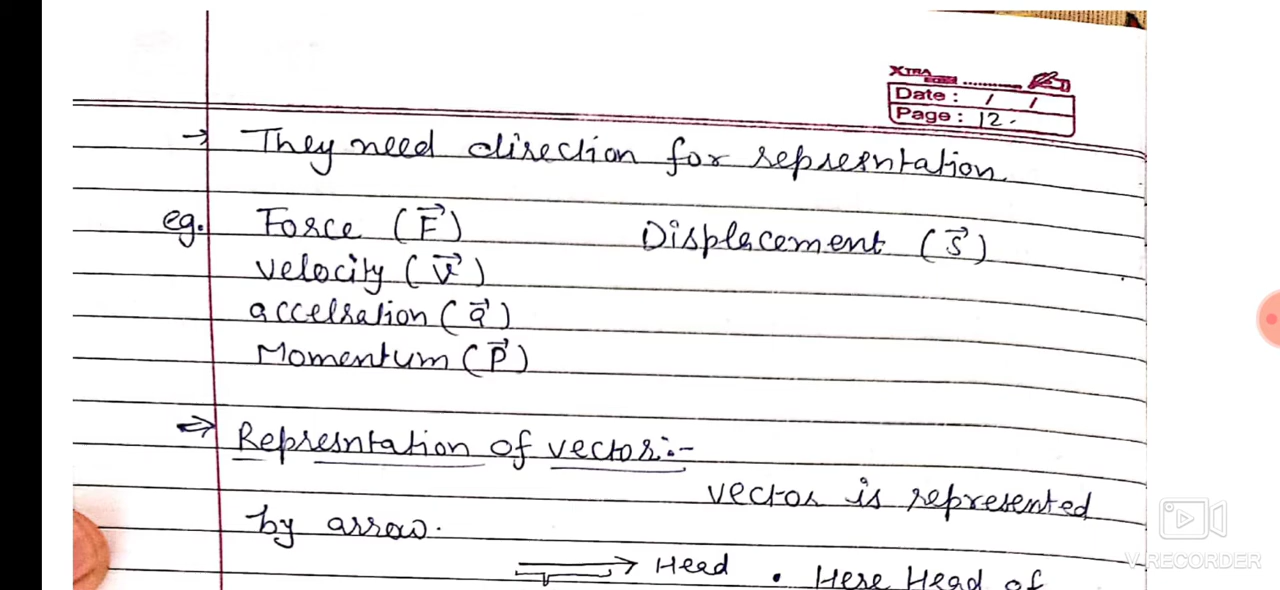 XTRA
Date : / /
Page : 12.
→ They need direction for represntation.
eg. Force (F⃗) Displacement (s⃗)
velocity (v⃗)
accelration (a⃗)
Momentum (P⃗)
⇒ Represntation of vector:-
vector is represented
by arrow.
→ Head • Here Head of
V RECORDER